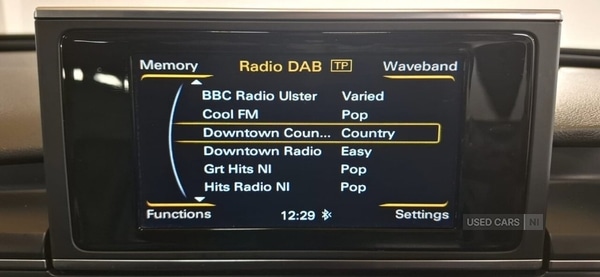 Memory Radio DAB TP Waveband
BBC Radio Ulster Varied
Cool FM Pop
Downtown Coun... Country
Downtown Radio Easy
Grt Hits NI Pop
Hits Radio NI Pop
Functions 12:29 Settings
USED CARS NI